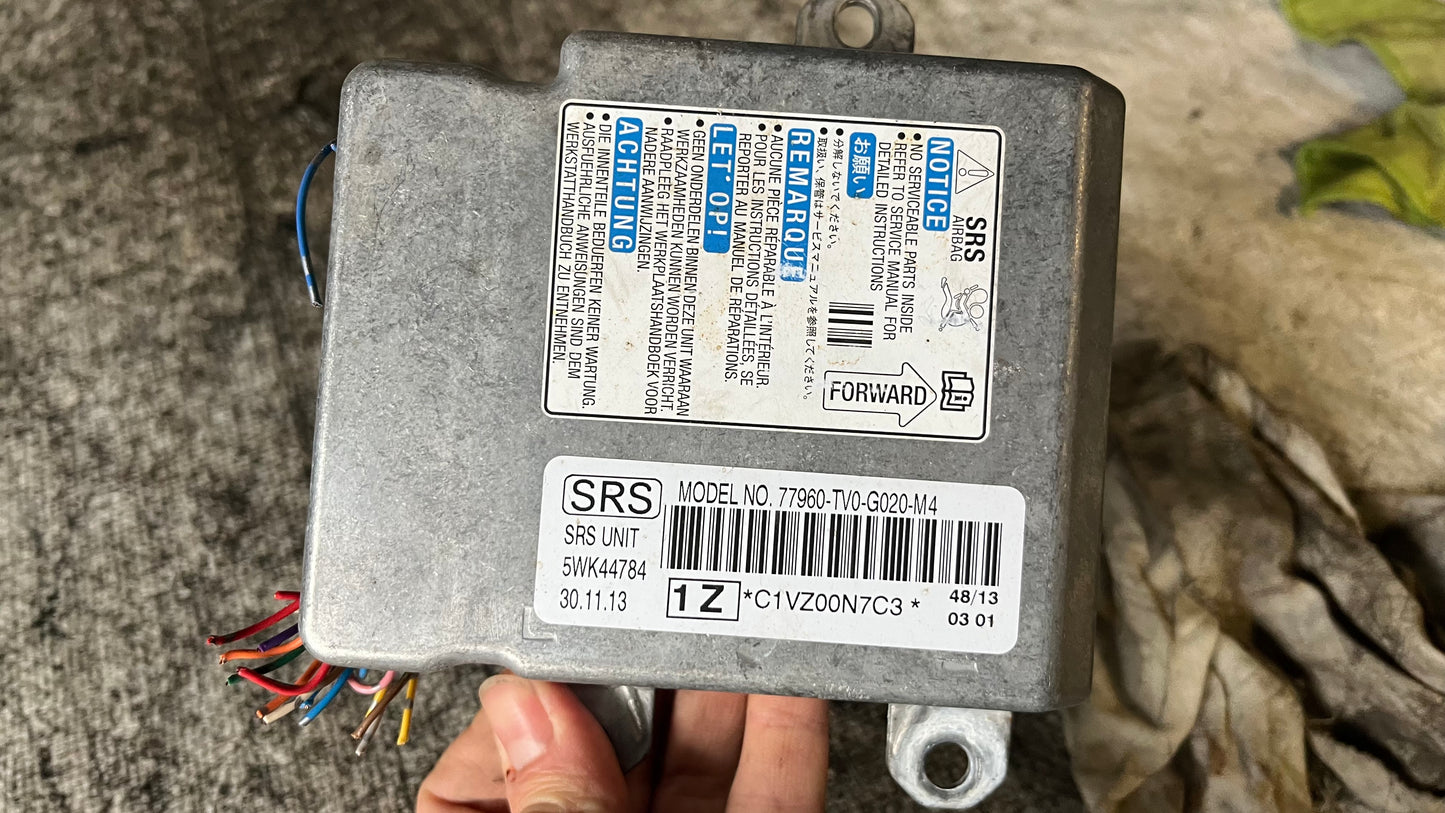 SRS
AIRBAG
NOTICE
• NO SERVICEABLE PARTS INSIDE
• REFER TO SERVICE MANUAL FOR
DETAILED INSTRUCTIONS
お願い
• 分解しないでください。
• 取扱い、保管はサービスマニュアルを参照してください。
REMARQUE
• AUCUNE PIÈCE RÉPARABLE À L'INTÉRIEUR.
• POUR LES INSTRUCTIONS DÉTAILLÉES, SE
REPORTER AU MANUEL DE RÉPARATIONS.
LET' OP!
• GEEN ONDERDELEN BINNEN DEZE UNIT WAARAAN
WERKZAAMHEDEN KUNNEN WORDEN VERRICHT.
• RAADPLEEG HET WERKPLAATSHANDBOEK VOOR
NADERE AANWIJZINGEN.
ACHTUNG
• DIE INNENTEILE BEDUERFEN KEINER WARTUNG.
• AUSFUEHRLICHE ANWEISUNGEN SIND DEM
WERKSTATTHANDBUCH ZU ENTNEHMEN.
FORWARD
SRS MODEL NO. 77960-TV0-G020-M4
SRS UNIT
5WK44784
30.11.13
1Z *C1VZ00N7C3 *
48/13
03 01